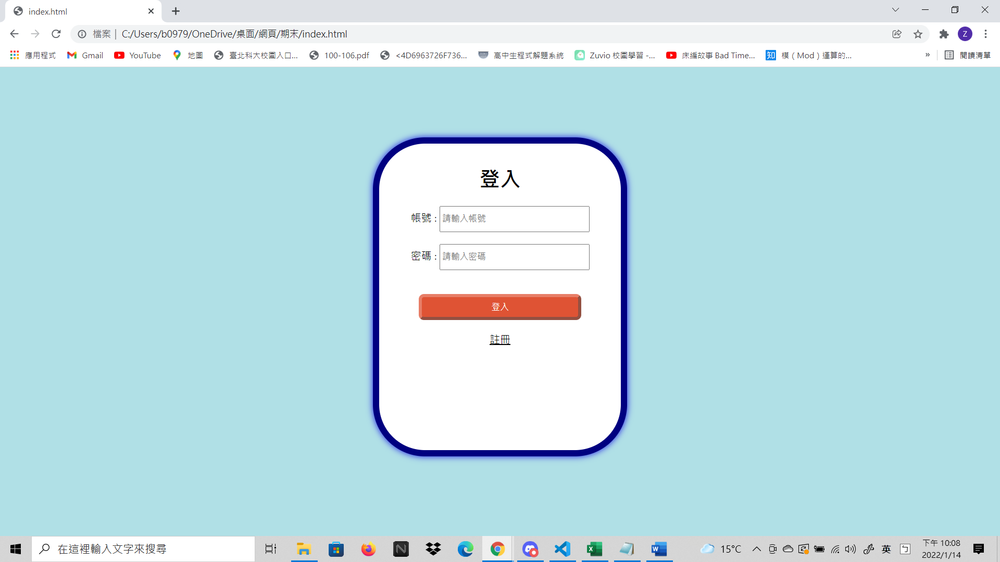 index.html
檔案 | C:/Users/b0979/OneDrive/桌面/網頁/期末/index.html
Z
應用程式 Gmail YouTube 地圖 臺北科大校園入口... 100-106.pdf <4D6963726F736... 高中生程式解題系統 Zuvio 校園學習 -... 床編故事 Bad Time... 知 模 ( Mod ) 運算的... » 閱讀清單
登入
帳號 : 請輸入帳號
密碼 : 請輸入密碼
登入
註冊
在這裡輸入文字來搜尋
15°C
英
ㄅ
下午 10:08
2022/1/14